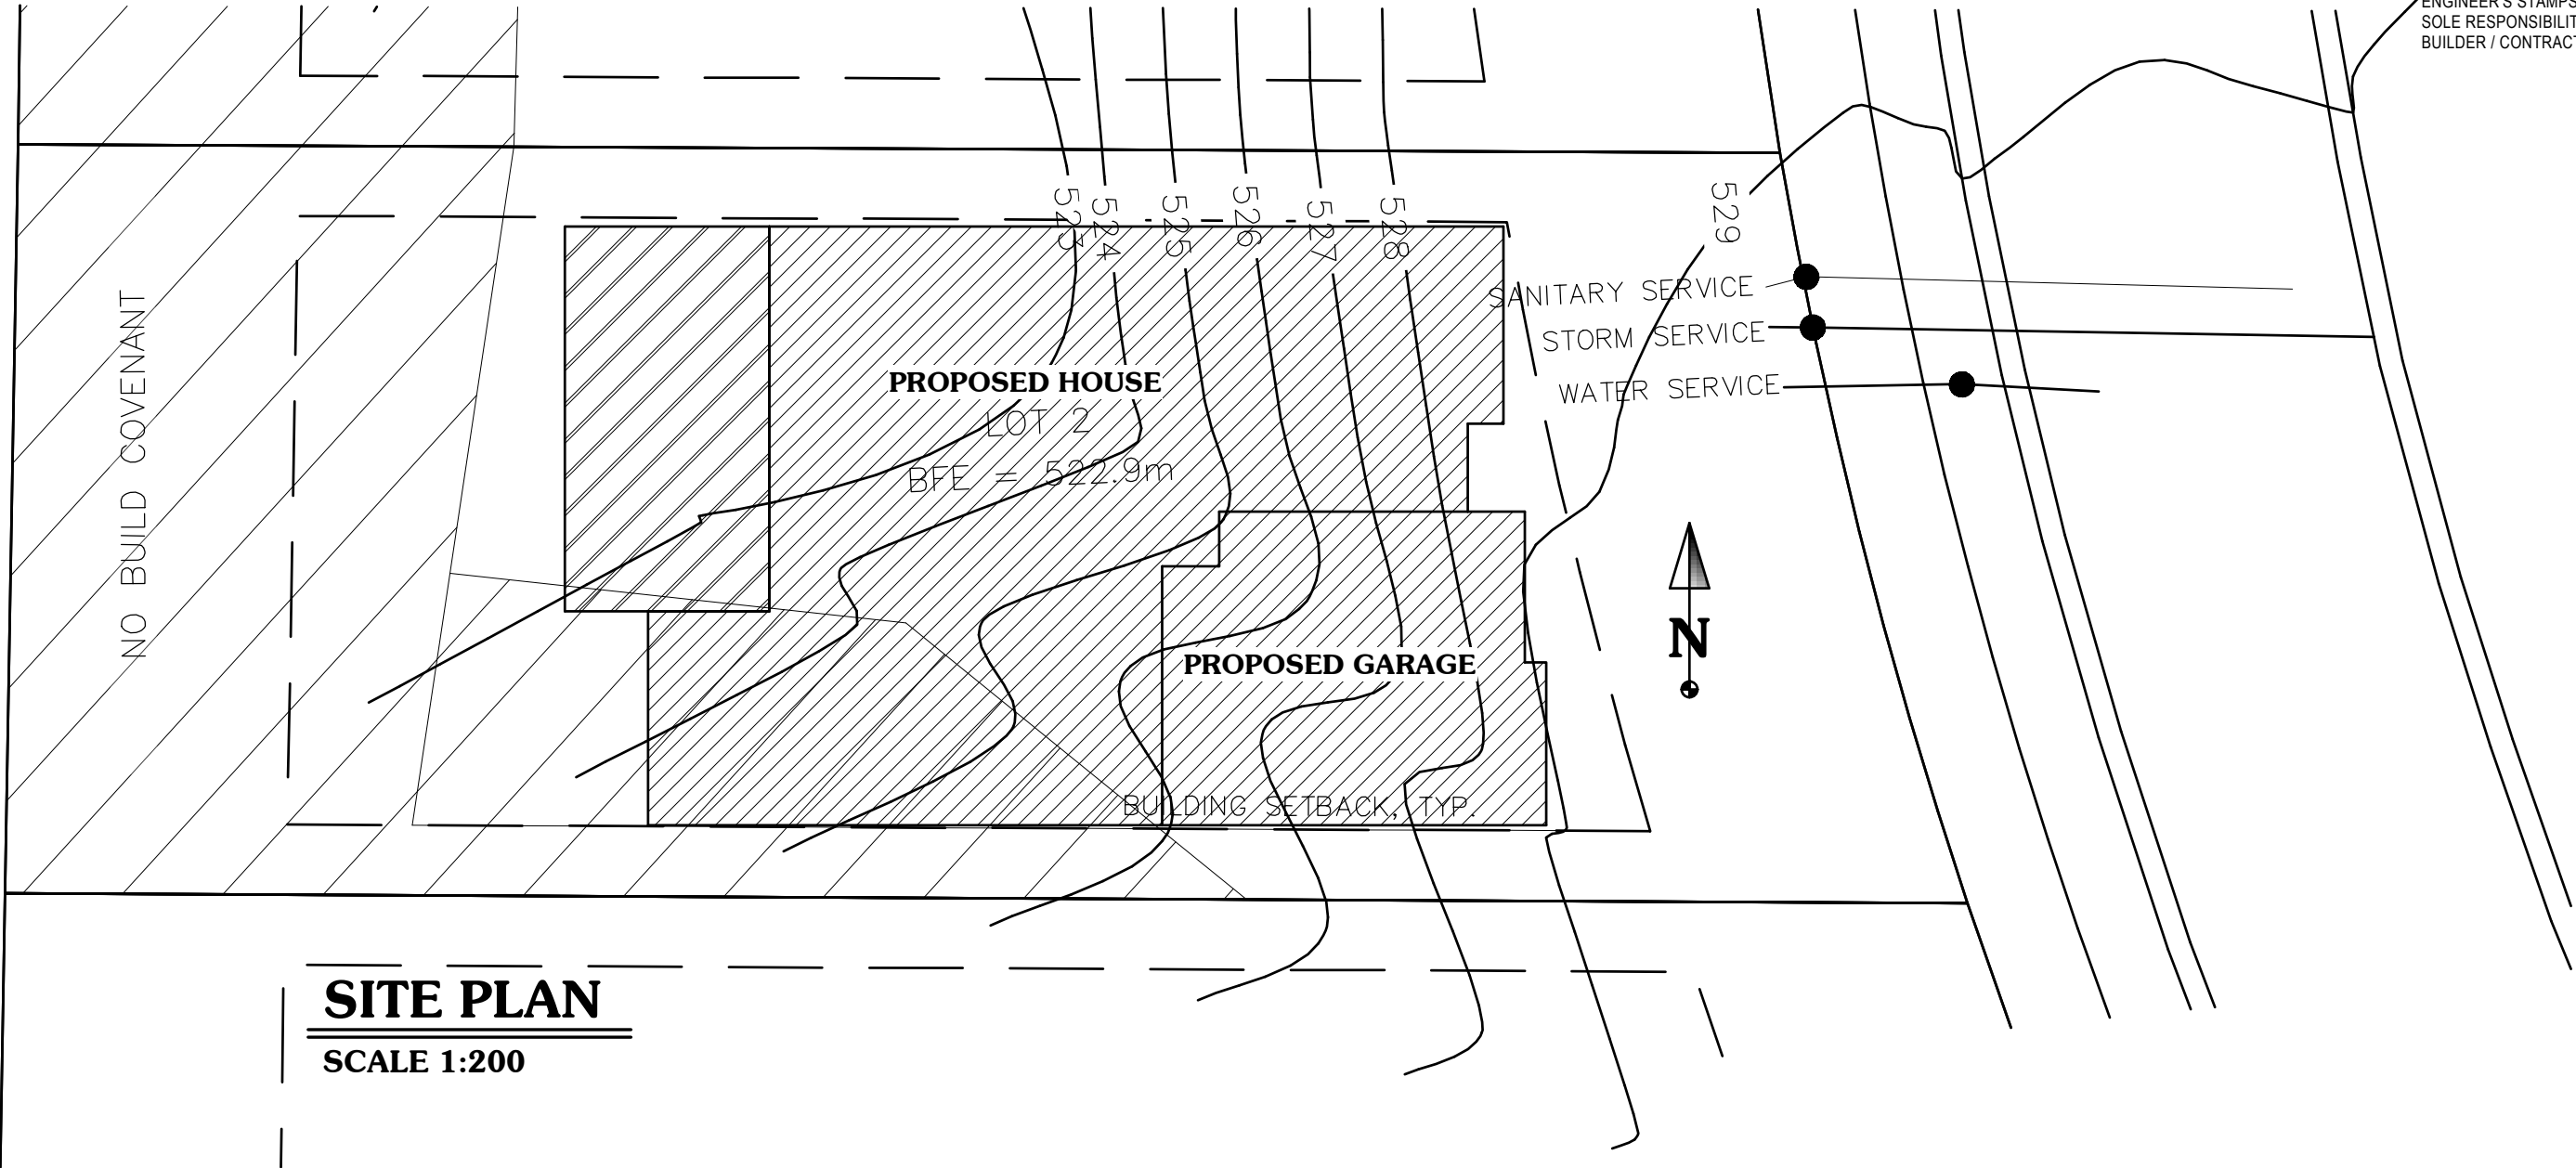 ENGINEER'S STAMPS
SOLE RESPONSIBILIT
BUILDER / CONTRACT
523
524
525
526
527
528
529
SANITARY SERVICE
STORM SERVICE
WATER SERVICE
NO BUILD COVENANT
PROPOSED HOUSE
LOT 2
BFE = 522.9m
N
PROPOSED GARAGE
BUILDING SETBACK, TYP.
SITE PLAN
SCALE 1:200